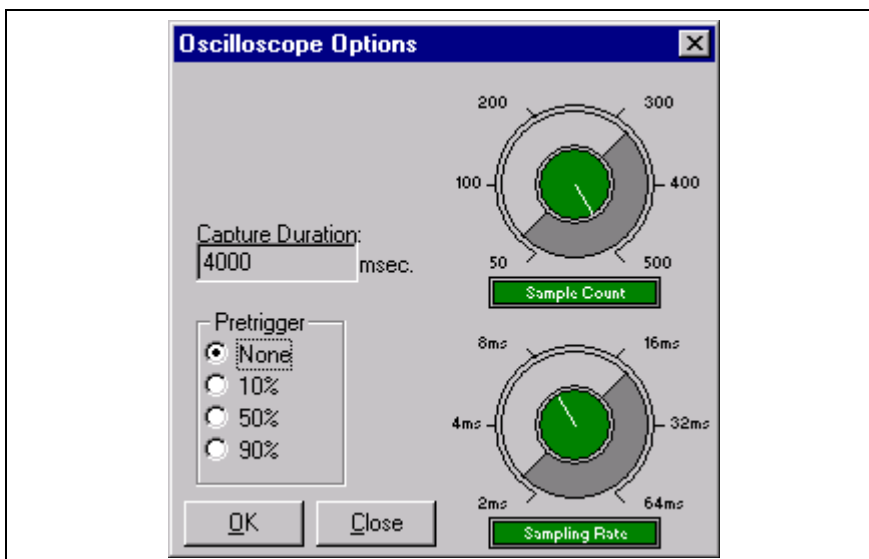 Oscilloscope Options
200
300
100
400
50
500
Sample Count
Capture Duration:
4000
msec.
Pretrigger
None
10%
50%
90%
8ms
16ms
4ms
32ms
2ms
64ms
Sampling Rate
OK
Close